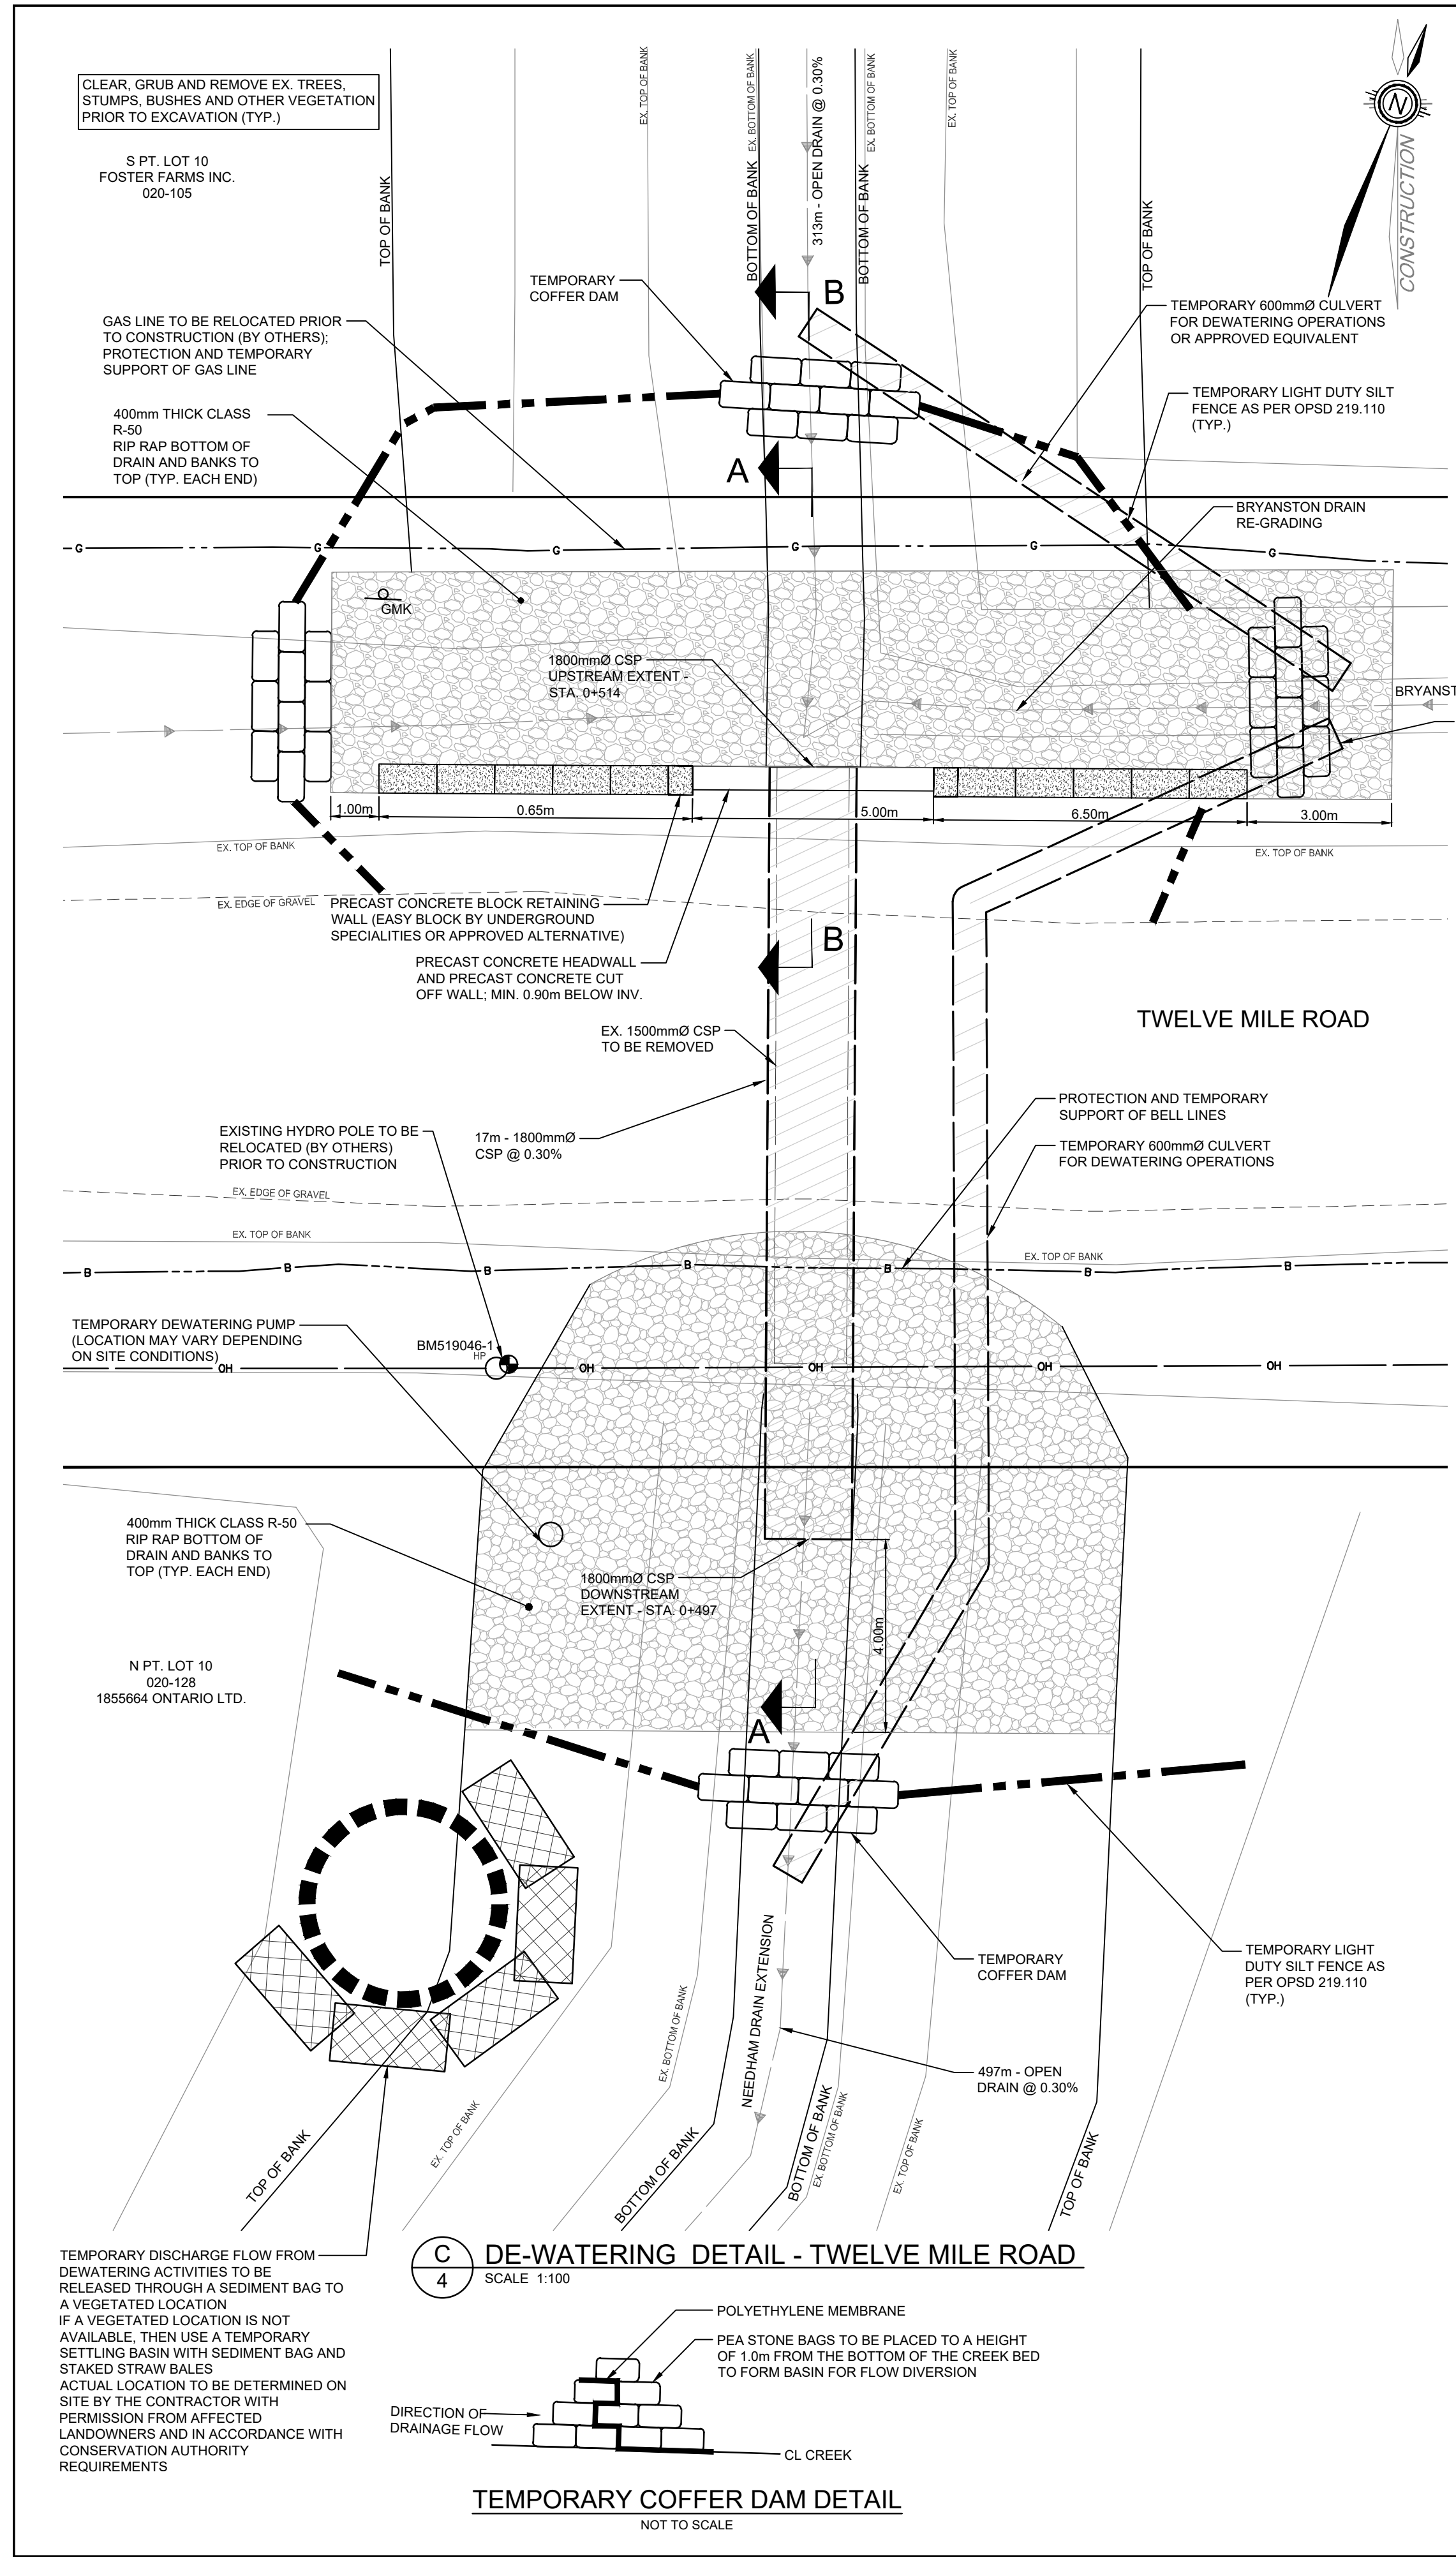 CLEAR, GRUB AND REMOVE EX. TREES,
STUMPS, BUSHES AND OTHER VEGETATION
PRIOR TO EXCAVATION (TYP.)
S PT. LOT 10
FOSTER FARMS INC.
020-105
TOP OF BANK
EX. TOP OF BANK
BOTTOM OF BANK
EX. BOTTOM OF BANK
313m - OPEN DRAIN @ 0.30%
BOTTOM OF BANK
EX. BOTTOM OF BANK
EX. TOP OF BANK
TOP OF BANK
N
CONSTRUCTION
TEMPORARY
COFFER DAM
B
TEMPORARY 600mmØ CULVERT
FOR DEWATERING OPERATIONS
OR APPROVED EQUIVALENT
GAS LINE TO BE RELOCATED PRIOR
TO CONSTRUCTION (BY OTHERS);
PROTECTION AND TEMPORARY
SUPPORT OF GAS LINE
TEMPORARY LIGHT DUTY SILT
FENCE AS PER OPSD 219.110
(TYP.)
400mm THICK CLASS
R-50
RIP RAP BOTTOM OF
DRAIN AND BANKS TO
TOP (TYP. EACH END)
A
BRYANSTON DRAIN
RE-GRADING
G G G G G G
GMK
1800mmØ CSP
UPSTREAM EXTENT -
STA. 0+514
BRYANST
1.00m 0.65m 5.00m 6.50m 3.00m
EX. TOP OF BANK
EX. TOP OF BANK
EX. EDGE OF GRAVEL
PRECAST CONCRETE BLOCK RETAINING
WALL (EASY BLOCK BY UNDERGROUND
SPECIALITIES OR APPROVED ALTERNATIVE)
B
PRECAST CONCRETE HEADWALL
AND PRECAST CONCRETE CUT
OFF WALL; MIN. 0.90m BELOW INV.
TWELVE MILE ROAD
EX. 1500mmØ CSP
TO BE REMOVED
PROTECTION AND TEMPORARY
SUPPORT OF BELL LINES
EXISTING HYDRO POLE TO BE
RELOCATED (BY OTHERS)
PRIOR TO CONSTRUCTION
17m - 1800mmØ
CSP @ 0.30%
TEMPORARY 600mmØ CULVERT
FOR DEWATERING OPERATIONS
EX. EDGE OF GRAVEL
EX. TOP OF BANK
EX. TOP OF BANK
B B B B B B B
TEMPORARY DEWATERING PUMP
(LOCATION MAY VARY DEPENDING
ON SITE CONDITIONS)
BM519046-1
HP
OH OH OH OH OH
400mm THICK CLASS R-50
RIP RAP BOTTOM OF
DRAIN AND BANKS TO
TOP (TYP. EACH END)
1800mmØ CSP
DOWNSTREAM
EXTENT - STA. 0+497
4.00m
N PT. LOT 10
020-128
1855664 ONTARIO LTD.
A
TEMPORARY
COFFER DAM
TEMPORARY LIGHT
DUTY SILT FENCE AS
PER OPSD 219.110
(TYP.)
NEEDHAM DRAIN EXTENSION
497m - OPEN
DRAIN @ 0.30%
TOP OF BANK
EX. TOP OF BANK
EX. BOTTOM OF BANK
BOTTOM OF BANK
BOTTOM OF BANK
EX. BOTTOM OF BANK
EX. TOP OF BANK
TOP OF BANK
C
4
DE-WATERING DETAIL - TWELVE MILE ROAD
SCALE 1:100
TEMPORARY DISCHARGE FLOW FROM
DEWATERING ACTIVITIES TO BE
RELEASED THROUGH A SEDIMENT BAG TO
A VEGETATED LOCATION
IF A VEGETATED LOCATION IS NOT
AVAILABLE, THEN USE A TEMPORARY
SETTLING BASIN WITH SEDIMENT BAG AND
STAKED STRAW BALES
ACTUAL LOCATION TO BE DETERMINED ON
SITE BY THE CONTRACTOR WITH
PERMISSION FROM AFFECTED
LANDOWNERS AND IN ACCORDANCE WITH
CONSERVATION AUTHORITY
REQUIREMENTS
POLYETHYLENE MEMBRANE
PEA STONE BAGS TO BE PLACED TO A HEIGHT
OF 1.0m FROM THE BOTTOM OF THE CREEK BED
TO FORM BASIN FOR FLOW DIVERSION
DIRECTION OF
DRAINAGE FLOW
CL CREEK
TEMPORARY COFFER DAM DETAIL
NOT TO SCALE